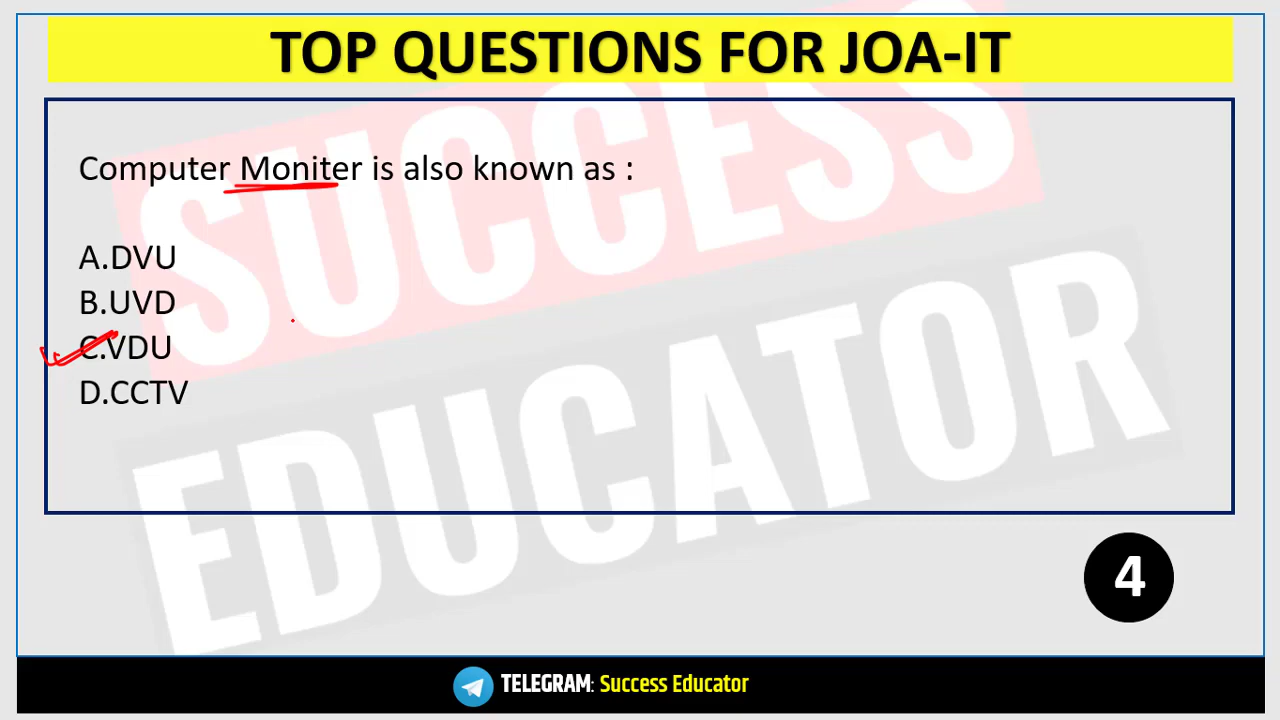 TOP QUESTIONS FOR JOA-IT
SUCCESS
EDUCATOR
Computer Moniter is also known as :
A.DVU
B.UVD
C.VDU
D.CCTV
4
TELEGRAM: Success Educator